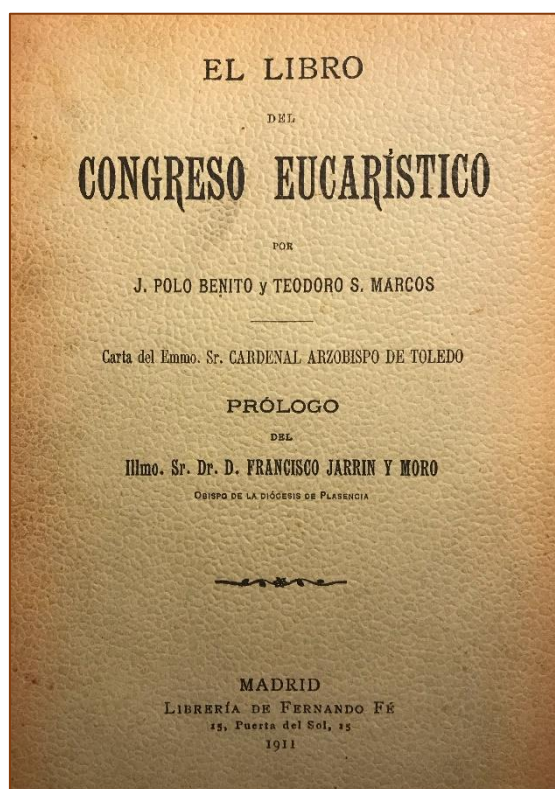 EL LIBRO
DEL
CONGRESO EUCARÍSTICO
POR
J. POLO BENITO y TEODORO S. MARCOS
Carta del Emmo. Sr. CARDENAL ARZOBISPO DE TOLEDO
PRÓLOGO
DEL
Illmo. Sr. Dr. D. FRANCISCO JARRIN Y MORO
OBISPO DE LA DIÓCESIS DE PLASENCIA
MADRID
LIBRERÍA DE FERNANDO FÉ
15, Puerta del Sol, 15
1911